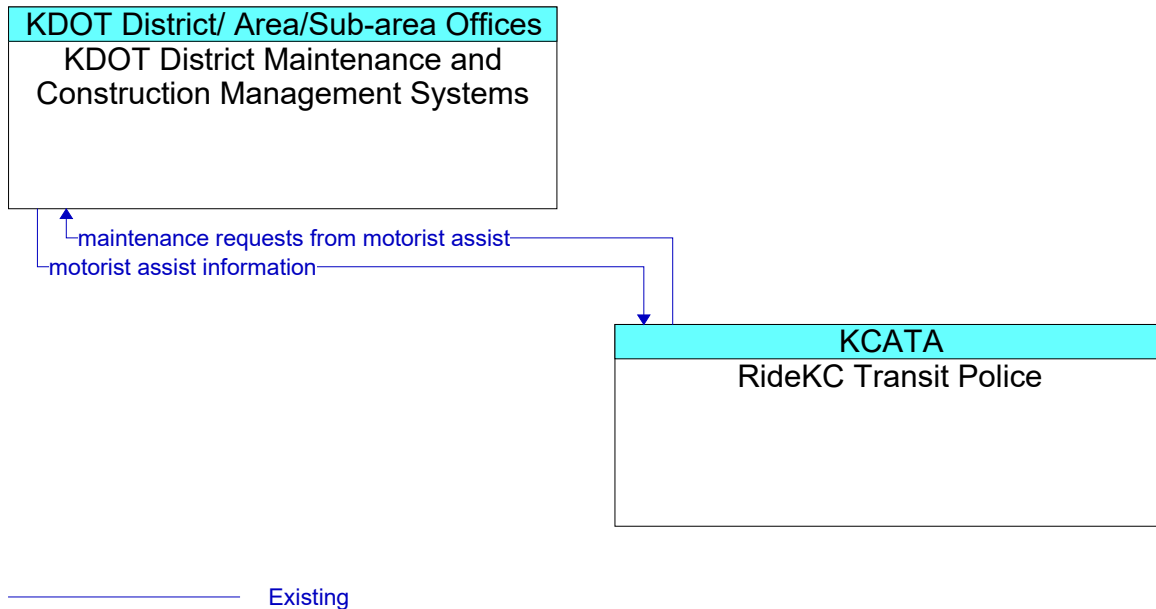 KDOT District/ Area/Sub-area Offices
KDOT District Maintenance and
Construction Management Systems
maintenance requests from motorist assist
motorist assist information
KCATA
RideKC Transit Police
Existing